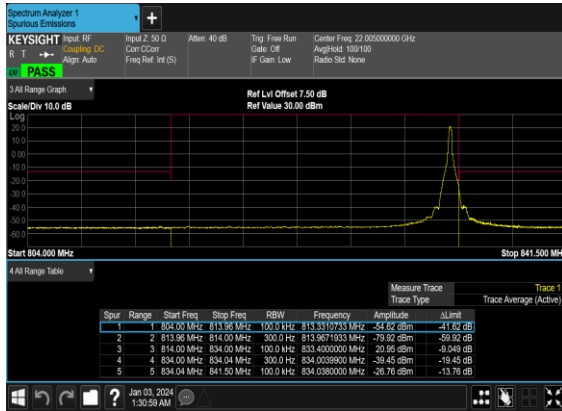 Spectrum Analyzer 1
Spurious Emissions
KEYSIGHT Input: RF Input Z: 50 Ω Atten: 40 dB Trig: Free Run Center Freq: 22.005000000 GHz
R T Coupling: DC Corr CCorr Gate: Off Avg|Hold: 100/100
Align: Auto Freq Ref: Int (S) IF Gain: Low Radio Std: None
PASS
3 All Range Graph Ref Lvl Offset 7.50 dB
Scale/Div 10.0 dB Ref Value 30.00 dBm
Log
20.0
10.0
0.00
-10.0
-20.0
-30.0
-40.0
-50.0
-60.0
Start 804.000 MHz Stop 841.500 MHz
4 All Range Table
Measure Trace Trace 1
Trace Type Trace Average (Active)
Spur Range Start Freq Stop Freq RBW Frequency Amplitude ΔLimit
1 1 804.00 MHz 813.96 MHz 100.0 kHz 813.3310733 MHz -54.62 dBm -41.62 dB
2 2 813.96 MHz 814.00 MHz 300.0 Hz 813.9671933 MHz -79.92 dBm -59.92 dB
3 3 814.00 MHz 834.00 MHz 100.0 kHz 833.4000000 MHz 20.95 dBm -9.049 dB
4 4 834.00 MHz 834.04 MHz 300.0 Hz 834.0039900 MHz -39.45 dBm -19.45 dB
5 5 834.04 MHz 841.50 MHz 100.0 kHz 834.0380000 MHz -26.76 dBm -13.76 dB
Jan 03, 2024
1:30:59 AM